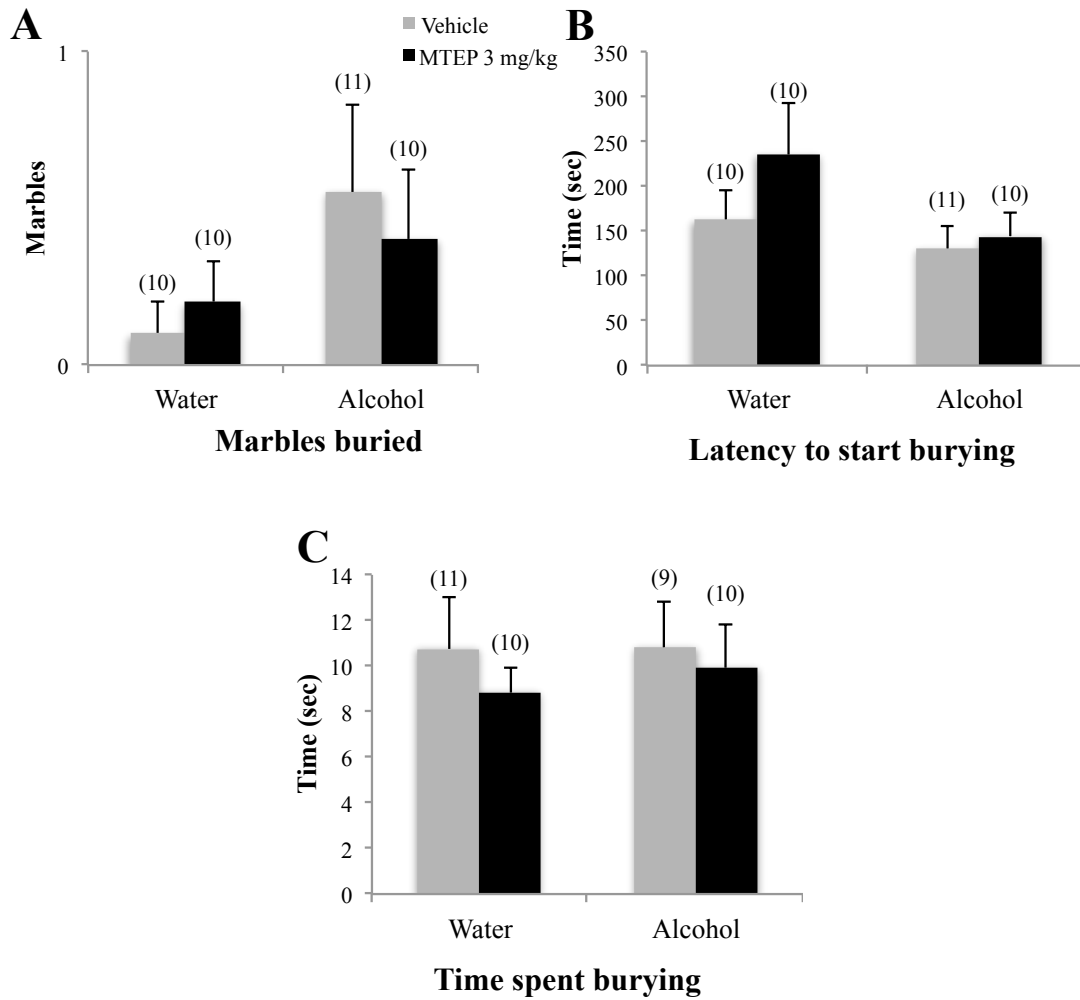 A
Vehicle
MTEP 3 mg/kg
1
0
Marbles
(10)
(10)
(11)
(10)
Water
Alcohol
Marbles buried
B
350
300
250
200
150
100
50
0
Time (sec)
(10)
(10)
(11)
(10)
Water
Alcohol
Latency to start burying
C
14
12
10
8
6
4
2
0
Time (sec)
(11)
(10)
(9)
(10)
Water
Alcohol
Time spent burying